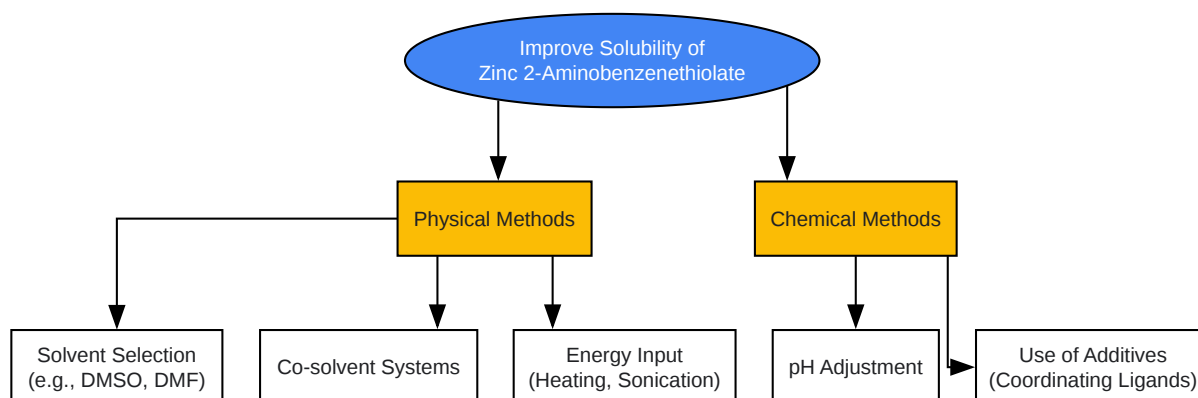 Improve Solubility of
Zinc 2-Aminobenzenethiolate
Physical Methods
Chemical Methods
Solvent Selection
(e.g., DMSO, DMF)
Co-solvent Systems
Energy Input
(Heating, Sonication)
pH Adjustment
Use of Additives
(Coordinating Ligands)